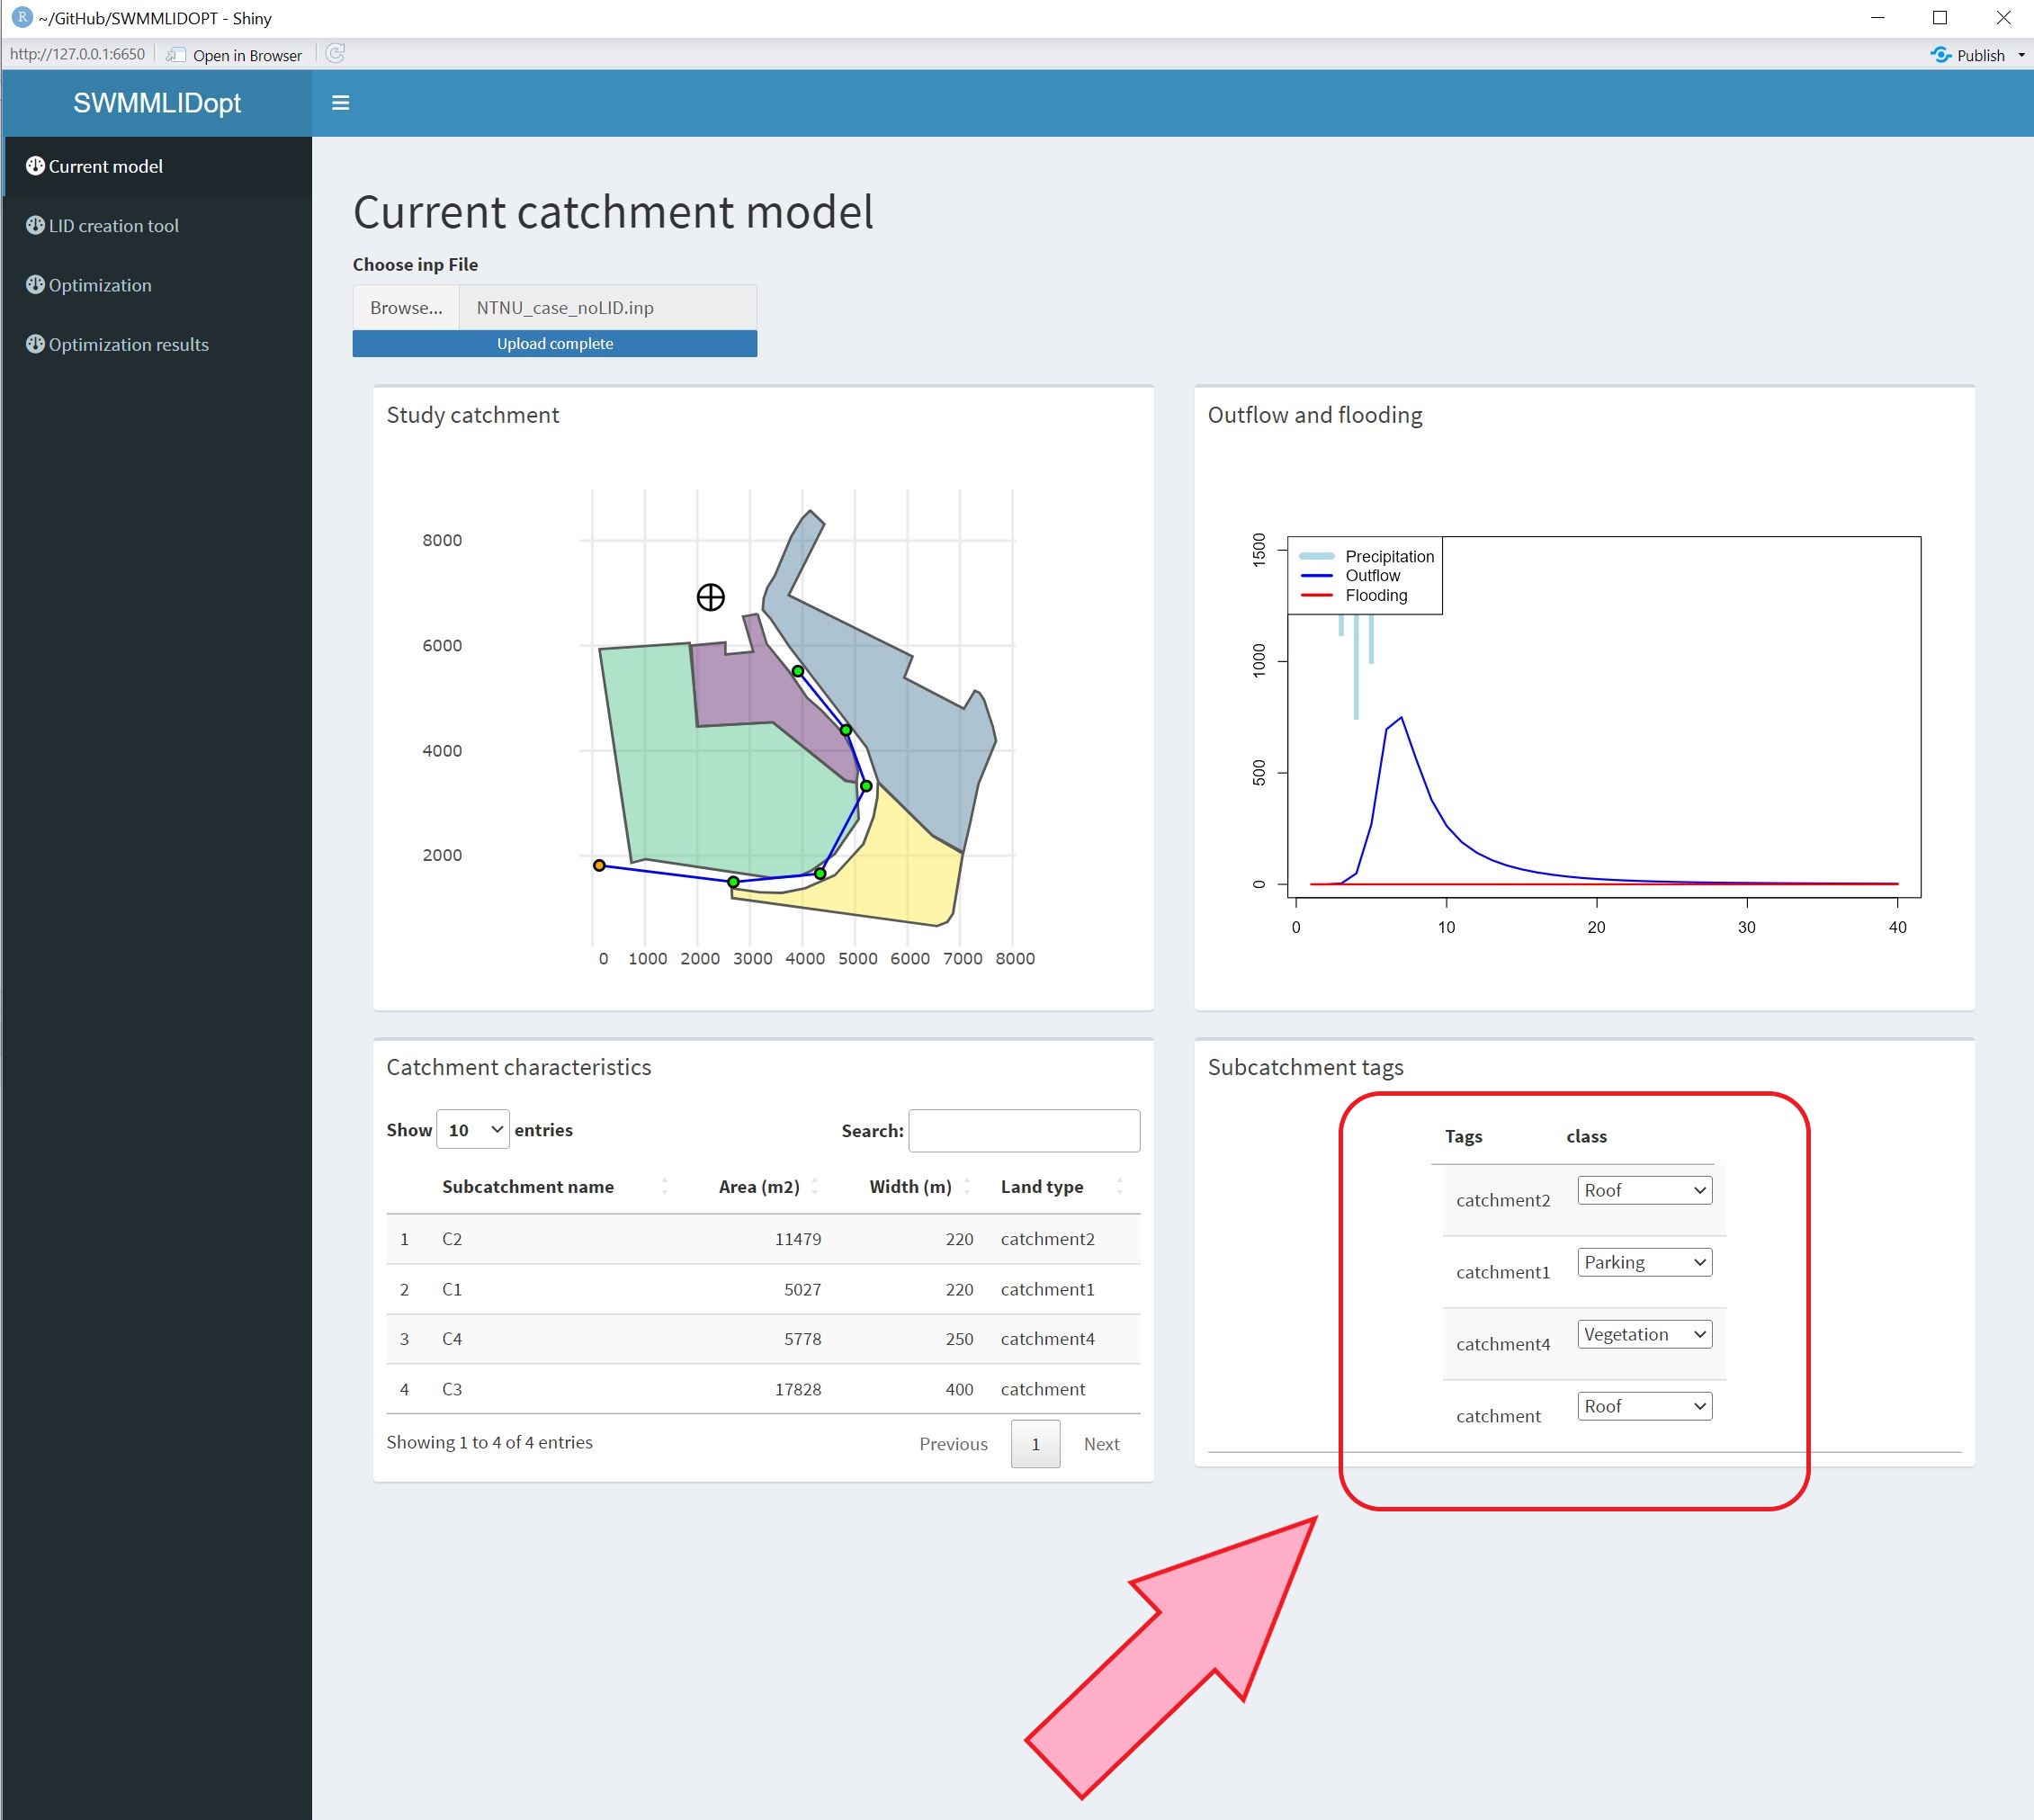 R ~/GitHub/SWMMLIDOPT - Shiny
http://127.0.0.1:6650 Open in Browser Publish
SWMMLIDopt
Current model
LID creation tool
Optimization
Optimization results
Current catchment model
Choose inp File
Browse... NTNU_case_noLID.inp
Upload complete
Study catchment
8000
6000
4000
2000
0 1000 2000 3000 4000 5000 6000 7000 8000
Outflow and flooding
Precipitation
Outflow
Flooding
1500
1000
500
0
0 10 20 30 40
Catchment characteristics
Show 10 entries Search:
Subcatchment name Area (m2) Width (m) Land type
1 C2 11479 220 catchment2
2 C1 5027 220 catchment1
3 C4 5778 250 catchment4
4 C3 17828 400 catchment
Showing 1 to 4 of 4 entries Previous 1 Next
Subcatchment tags
Tags class
catchment2 Roof
catchment1 Parking
catchment4 Vegetation
catchment Roof